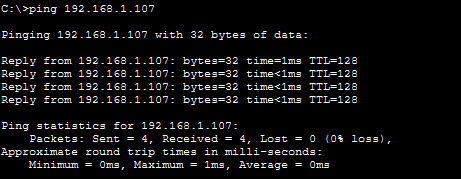 C:\>ping 192.168.1.107
Pinging 192.168.1.107 with 32 bytes of data:
Reply from 192.168.1.107: bytes=32 time=1ms TTL=128
Reply from 192.168.1.107: bytes=32 time<1ms TTL=128
Reply from 192.168.1.107: bytes=32 time<1ms TTL=128
Reply from 192.168.1.107: bytes=32 time<1ms TTL=128
Ping statistics for 192.168.1.107:
    Packets: Sent = 4, Received = 4, Lost = 0 (0% loss),
Approximate round trip times in milli-seconds:
    Minimum = 0ms, Maximum = 1ms, Average = 0ms